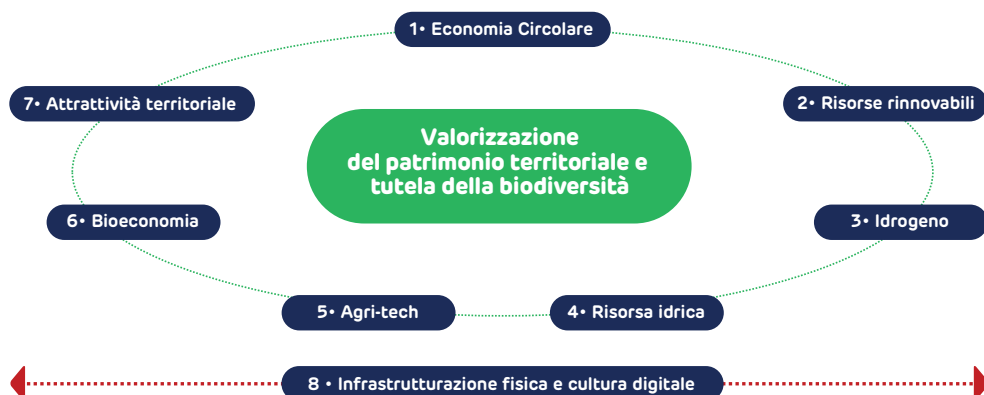 1• Economia Circolare
7• Attrattività territoriale
2• Risorse rinnovabili
Valorizzazione
del patrimonio territoriale e
tutela della biodiversità
6• Bioeconomia
3• Idrogeno
5• Agri-tech
4• Risorsa idrica
8 • Infrastrutturazione fisica e cultura digitale